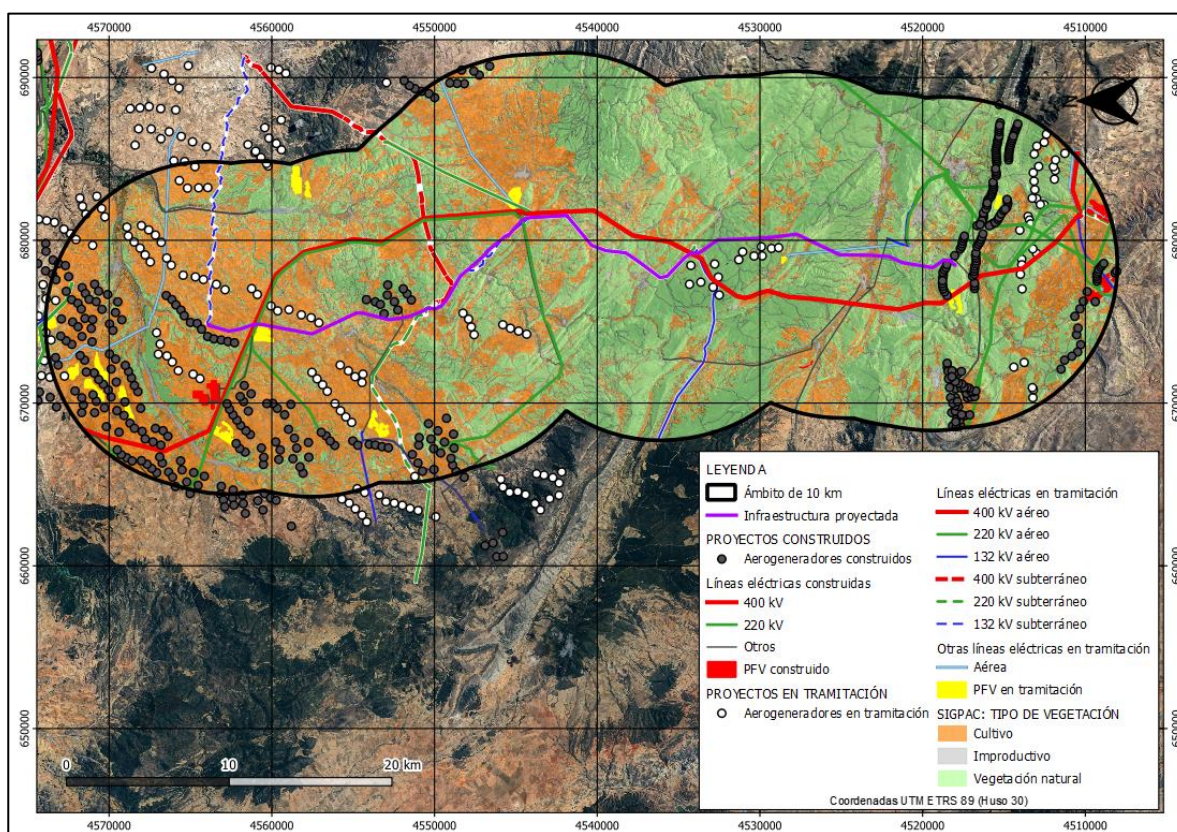 4570000 4560000 4550000 4540000 4530000 4520000 4510000
690000 690000
680000 680000
670000 670000
660000 660000
650000 650000
N
LEYENDA
Ámbito de 10 km
Infraestructura proyectada
PROYECTOS CONSTRUIDOS
Aerogeneradores construidos
Líneas eléctricas construidas
400 kV
220 kV
Otros
PFV construido
PROYECTOS EN TRAMITACIÓN
Aerogeneradores en tramitación
Líneas eléctricas en tramitación
400 kV aéreo
220 kV aéreo
132 kV aéreo
400 kV subterráneo
220 kV subterráneo
132 kV subterráneo
Otras líneas eléctricas en tramitación
Aérea
PFV en tramitación
SIGPAC: TIPO DE VEGETACIÓN
Cultivo
Improductivo
Vegetación natural
Coordenadas UTM ETRS 89 (Huso 30)
0 10 20 km
4570000 4560000 4550000 4540000 4530000 4520000 4510000